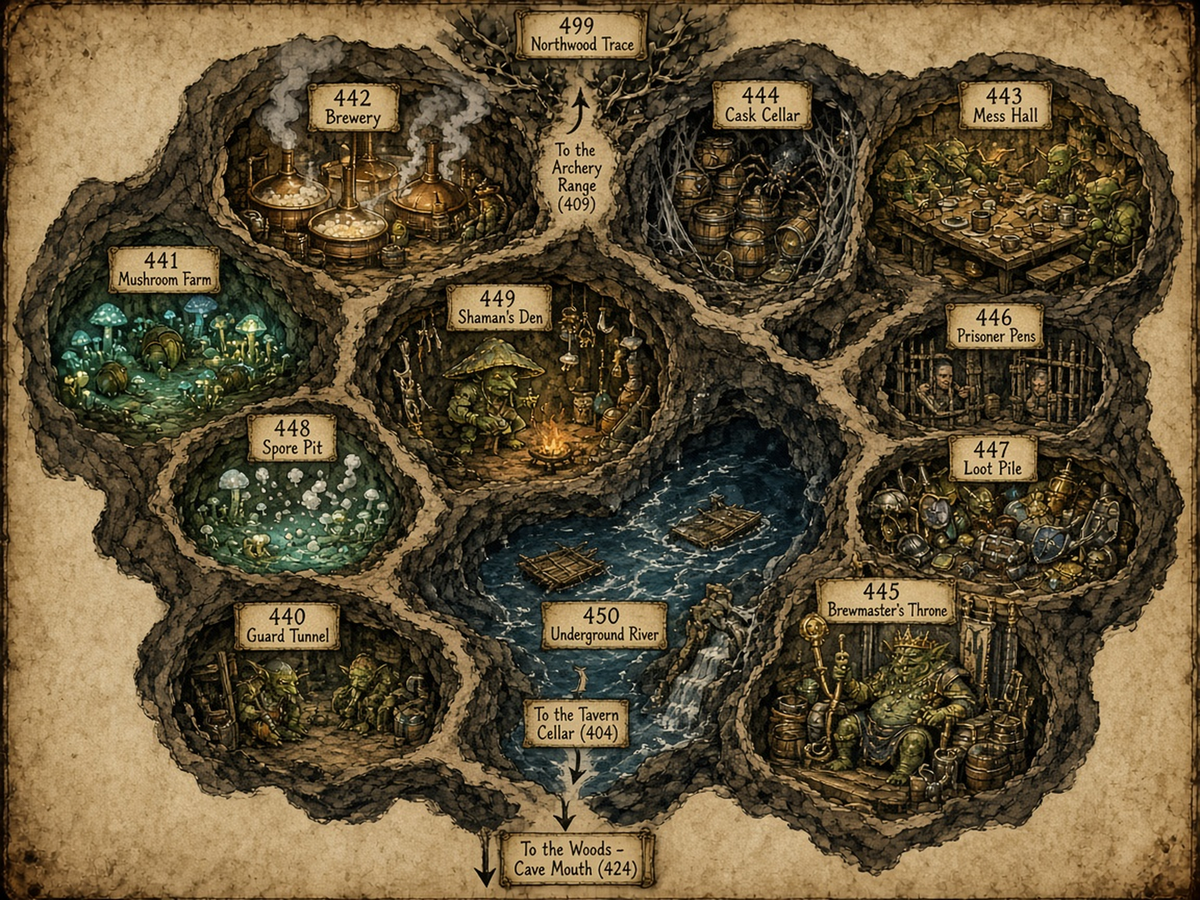 499
Northwood Trace
442
Brewery
444
Cask Cellar
443
Mess Hall
To the
Archery
Range
(409)
441
Mushroom Farm
449
Shaman's Den
446
Prisoner Pens
448
Spore Pit
447
Loot Pile
440
Guard Tunnel
450
Underground River
445
Brewmaster's Throne
To the Tavern
Cellar (404)
To the Woods –
Cave Mouth (424)